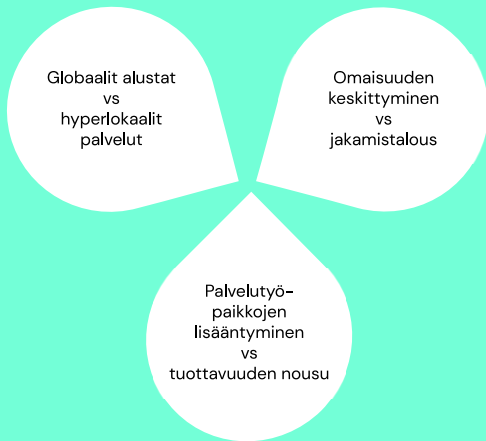 Globaalit alustat
vs
hyperlokaalit
palvelut
Omaisuuden
keskittyminen
vs
jakamistalous
Palvelutyö-
paikkojen
lisääntyminen
vs
tuottavuuden nousu